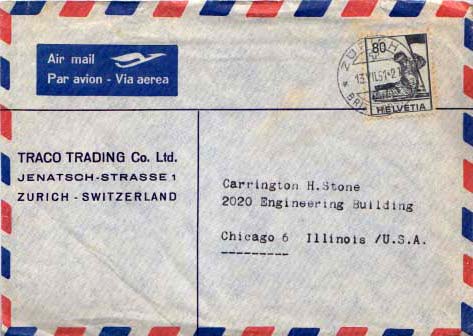 Air mail
Par avion - Via aerea
80
ZÜRICH
HELVETIA
TRACO TRADING Co. Ltd.
JENATSCH-STRASSE 1
ZURICH - SWITZERLAND
Carrington H.Stone
2020 Engineering Building
Chicago 6 Illinois /U.S.A.